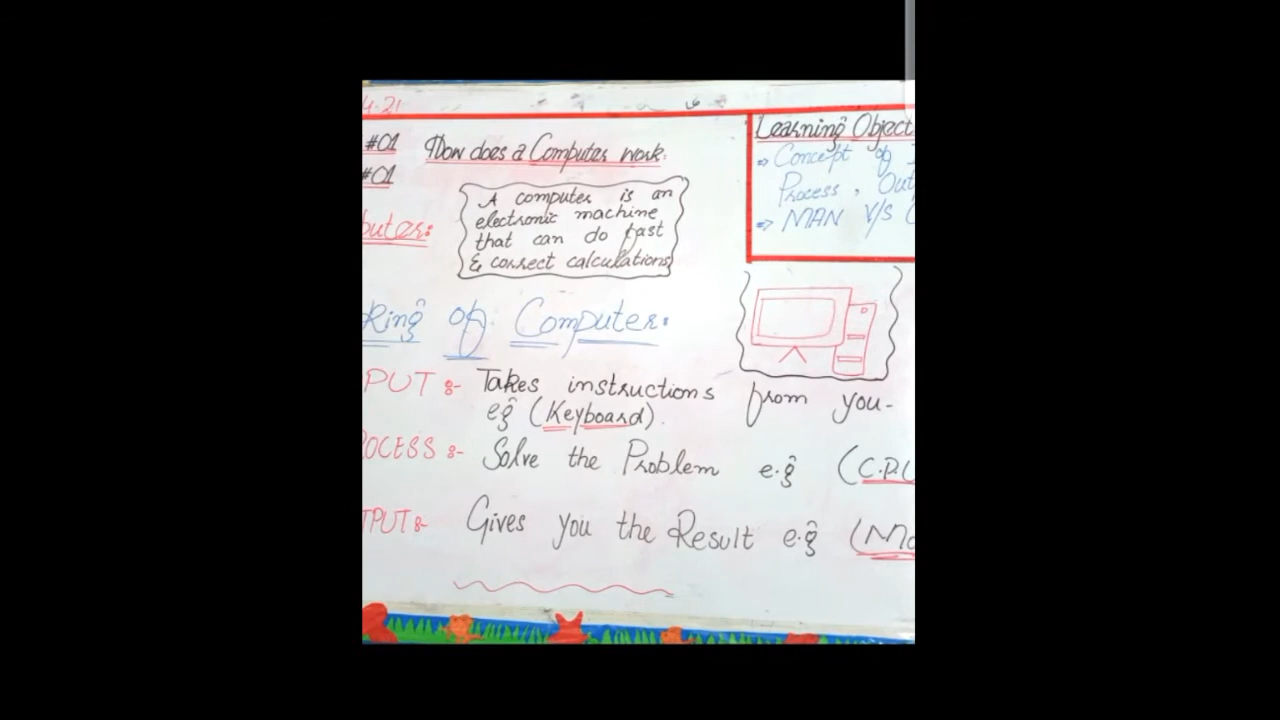 4-21
#01 How does a Computer work.
#01
Learning Object
⇒ Concept of
Process, Out
⇒ MAN V/S
puter:
A computer is an
electronic machine
that can do fast
& correct calculations
King of Computer:
PUT :- Takes instructions from you-
eg (Keyboard).
OCESS :- Solve the Problem e.g (C.P.U
TPUT :- Gives you the Result e.g (Mo